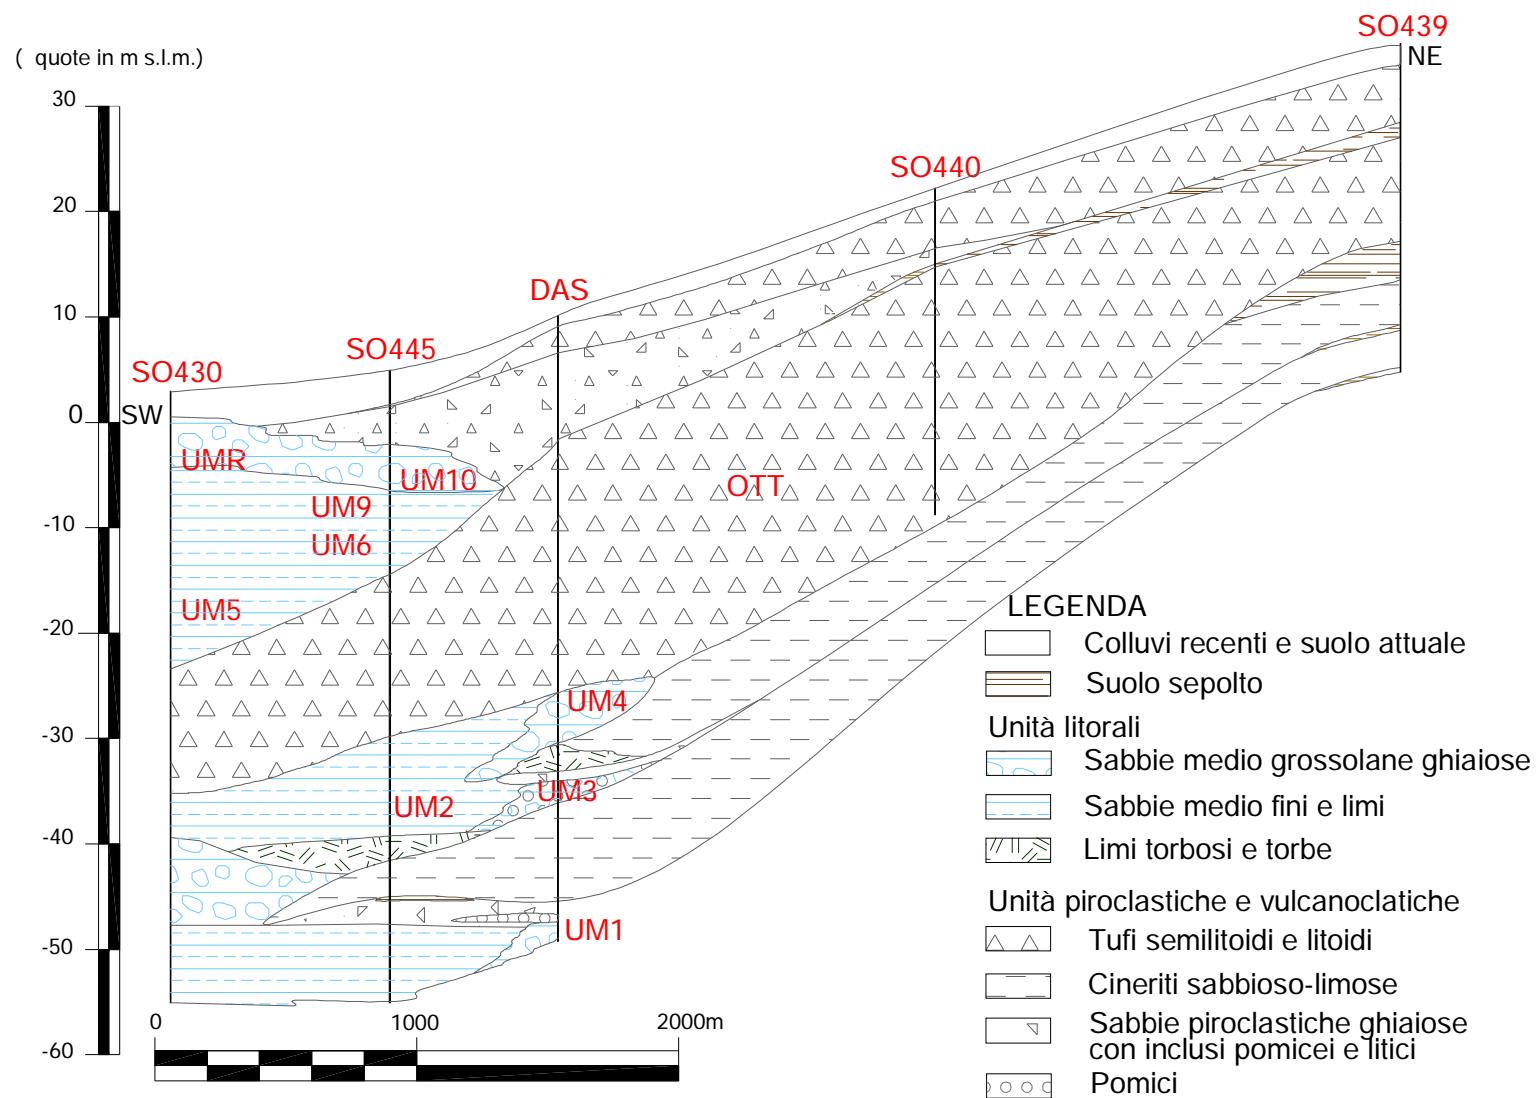 SO439
( quote in m s.l.m.)
NE
30
SO440
20
DAS
10
SO445
SO430
0
SW
UMR
UM10
OTT
UM9
-10
UM6
UM5
-20
UM4
-30
UM3
UM2
-40
UM1
-50
-60
0
1000
2000m
LEGENDA
Colluvi recenti e suolo attuale
Suolo sepolto
Unità litorali
Sabbie medio grossolane ghiaiose
Sabbie medio fini e limi
Limi torbosi e torbe
Unità piroclastiche e vulcanoclatiche
Tufi semilitoidi e litoidi
Cineriti sabbioso-limose
Sabbie piroclastiche ghiaiose
con inclusi pomicei e litici
Pomici